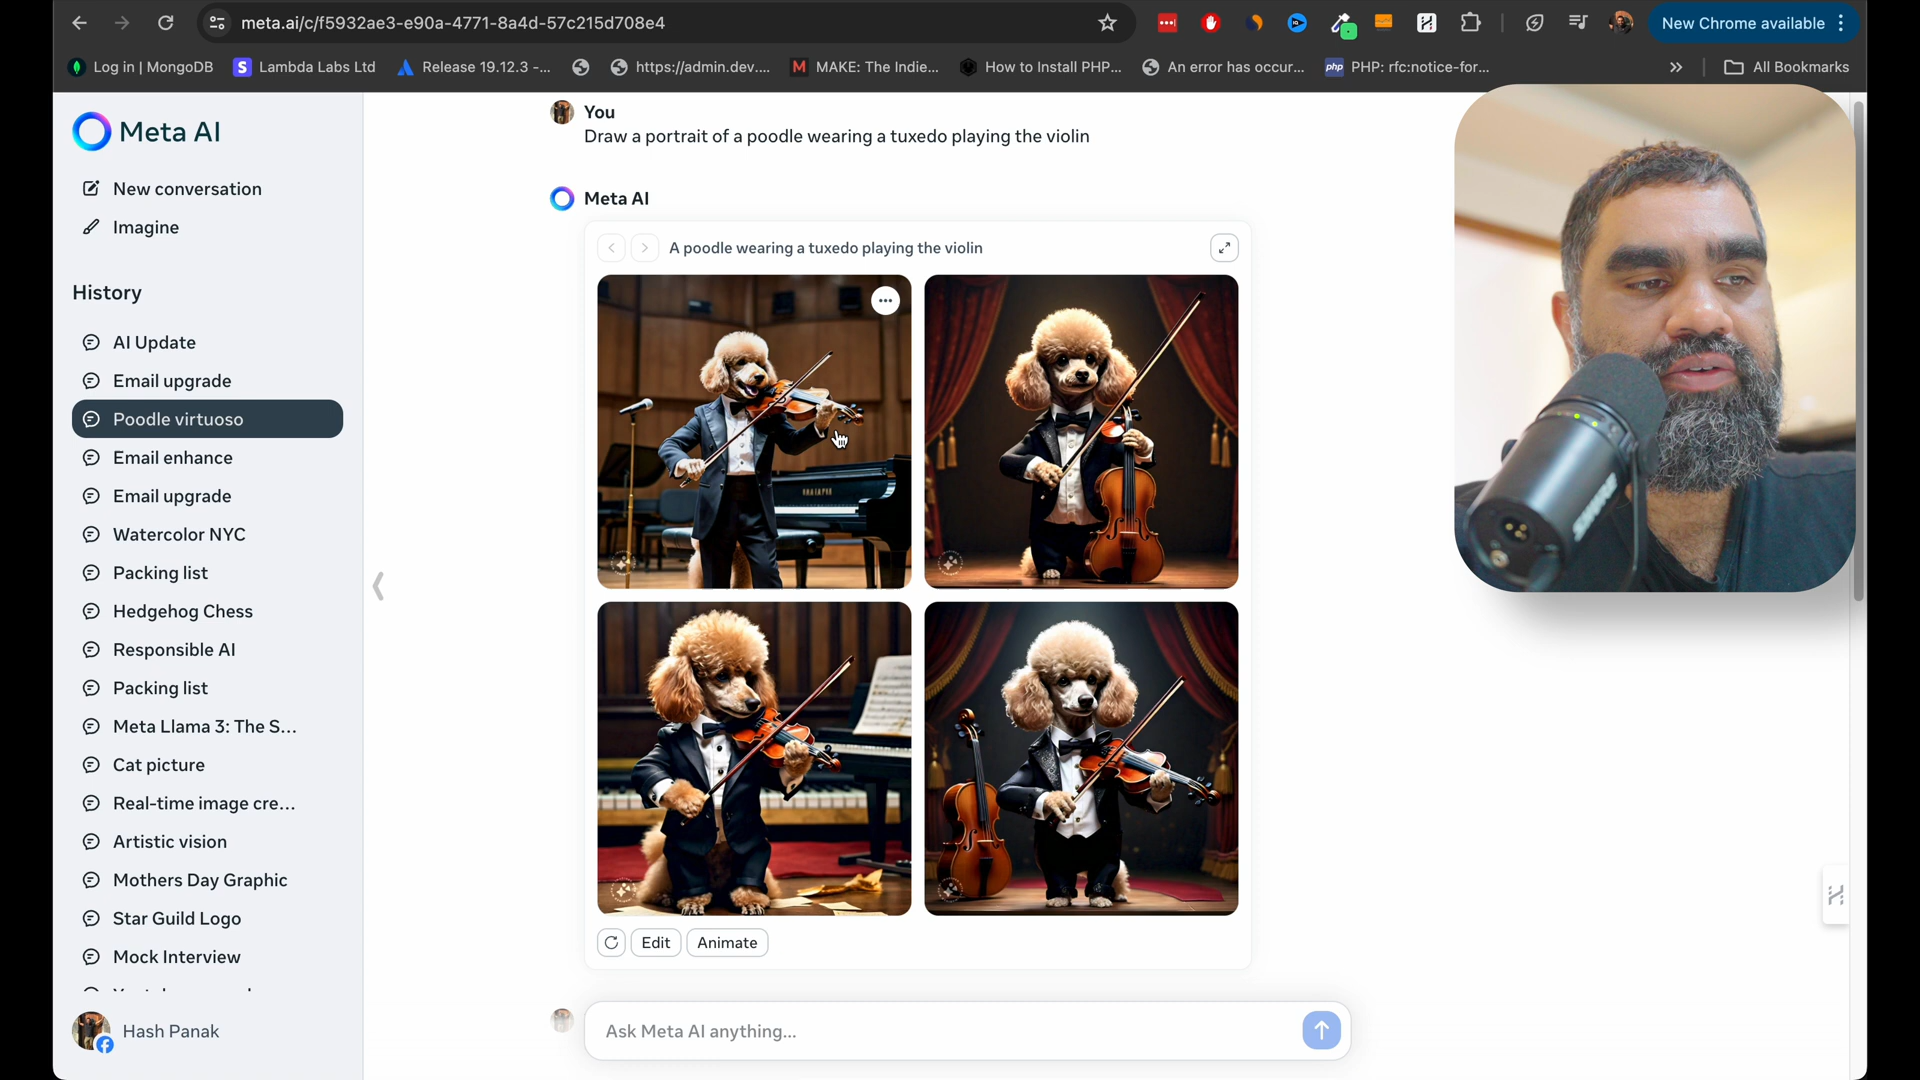 meta.ai/c/f5932ae3-e90a-4771-8a4d-57c215d708e4
New Chrome available
Log in | MongoDB
Lambda Labs Ltd
Release 19.12.3 -...
https://admin.dev....
MAKE: The Indie...
How to Install PHP...
An error has occur...
php
PHP: rfc:notice-for...
All Bookmarks
Meta AI
New conversation
Imagine
History
AI Update
Email upgrade
Poodle virtuoso
Email enhance
Email upgrade
Watercolor NYC
Packing list
Hedgehog Chess
Responsible AI
Packing list
Meta Llama 3: The S...
Cat picture
Real-time image cre...
Artistic vision
Mothers Day Graphic
Star Guild Logo
Mock Interview
Hash Panak
You
Draw a portrait of a poodle wearing a tuxedo playing the violin
Meta AI
A poodle wearing a tuxedo playing the violin
Edit
Animate
Ask Meta AI anything...
SHURE